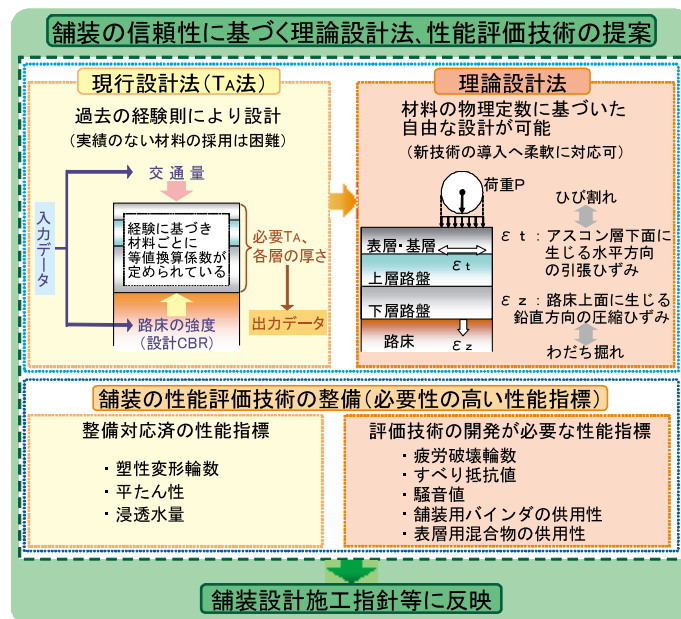 舗装の信頼性に基づく理論設計法、性能評価技術の提案
現行設計法(TA法)
過去の経験則により設計
(実績のない材料の採用は困難)
交通量
入力データ
経験に基づき
材料ごとに
等値換算係数が
定められている
必要TA、
各層の厚さ
路床の強度
(設計CBR)
出力データ
理論設計法
材料の物理定数に基づいた
自由な設計が可能
(新技術の導入へ柔軟に対応可)
荷重P
ひび割れ
表層・基層
εt
上層路盤
下層路盤
εz
路床
εt:アスコン層下面に
生じる水平方向
の引張ひずみ
εz:路床上面に生じる
鉛直方向の圧縮ひずみ
わだち掘れ
舗装の性能評価技術の整備(必要性の高い性能指標)
整備対応済の性能指標
・塑性変形輪数
・平たん性
・浸透水量
評価技術の開発が必要な性能指標
・疲労破壊輪数
・すべり抵抗値
・騒音値
・舗装用バインダの供用性
・表層用混合物の供用性
舗装設計施工指針等に反映